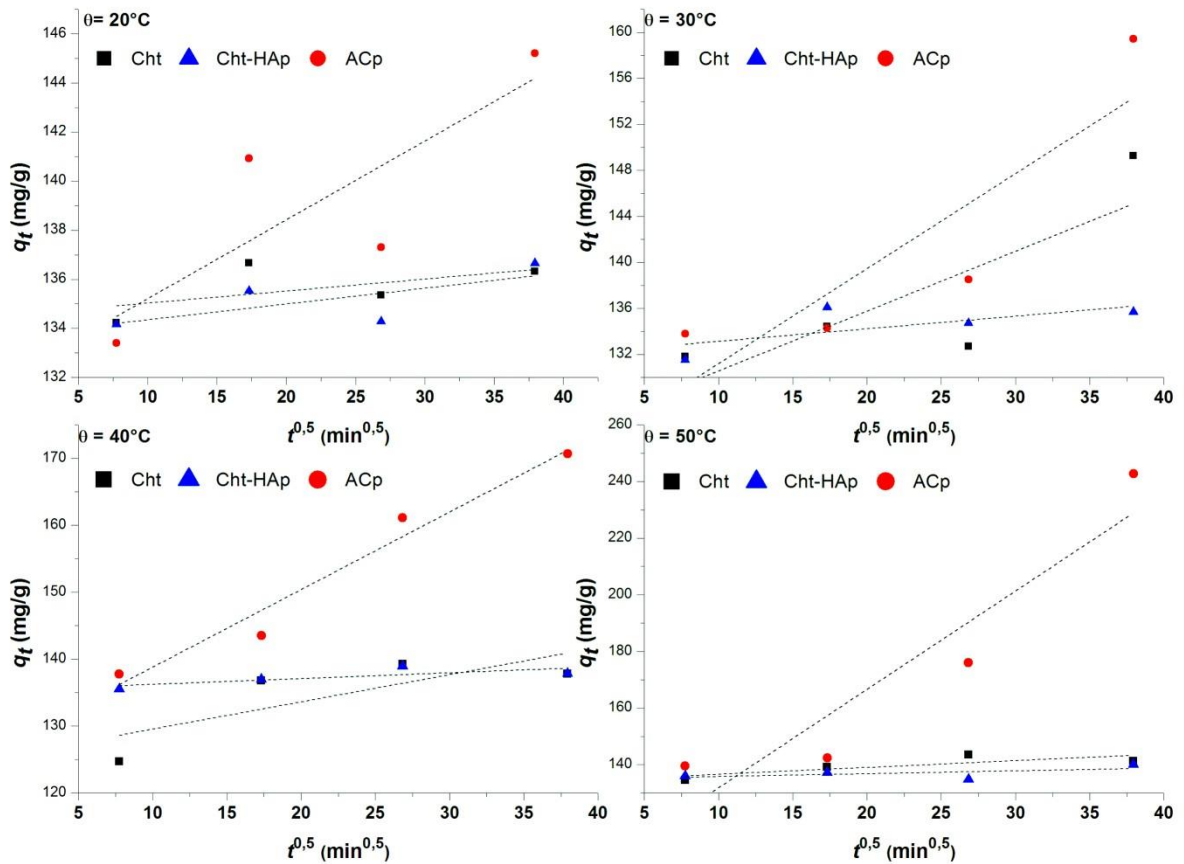 θ= 20°C
Cht Cht-HAp ACp
146
144
142
140
138
136
134
132
qt (mg/g)
5 10 15 20 25 30 35 40
t^0,5 (min^0,5)
θ = 30°C
Cht Cht-HAp ACp
160
156
152
148
144
140
136
132
qt (mg/g)
5 10 15 20 25 30 35 40
t^0,5 (min^0,5)
θ = 40°C
Cht Cht-HAp ACp
170
160
150
140
130
120
qt (mg/g)
5 10 15 20 25 30 35 40
t^0,5 (min^0,5)
θ = 50°C
Cht Cht-HAp ACp
260
240
220
200
180
160
140
qt (mg/g)
5 10 15 20 25 30 35 40
t^0,5 (min^0,5)